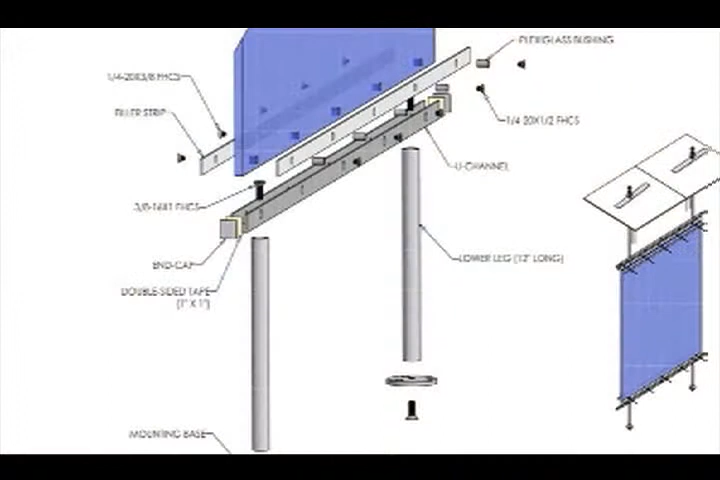 PLEXIGLASS BUSHING
1/4-20X3/8 FHCS
FILLER STRIP
1/4-20X1/2 FHCS
U-CHANNEL
3/8-16X1 FHCS
LOWER LEG (12" LONG)
END-CAP
DOUBLE-SIDED TAPE
(1" X 1")
MOUNTING BASE